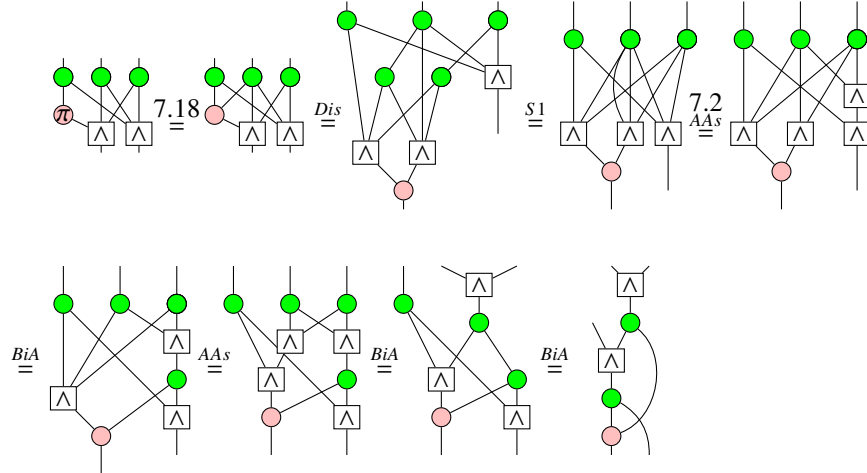 π ∧ ∧ 7.18 = ∧ ∧ Dis = ∧ ∧ ∧ S1 = ∧ ∧ ∧ 7.2 AAs = ∧ ∧ ∧ ∧
BiA = ∧ ∧ ∧ AAs = ∧ ∧ ∧ ∧ BiA = ∧ ∧ ∧ BiA = ∧ ∧